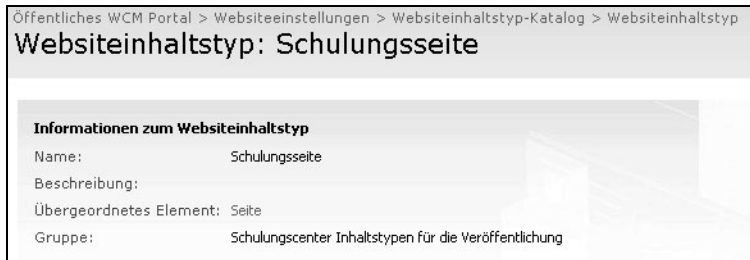 Öffentliches WCM Portal > Websiteeinstellungen > Websiteinhaltstyp-Katalog > Websiteinhaltstyp
Websiteinhaltstyp: Schulungsseite
Informationen zum Websiteinhaltstyp
Name: Schulungsseite
Beschreibung:
Übergeordnetes Element: Seite
Gruppe: Schulungscenter Inhaltstypen für die Veröffentlichung